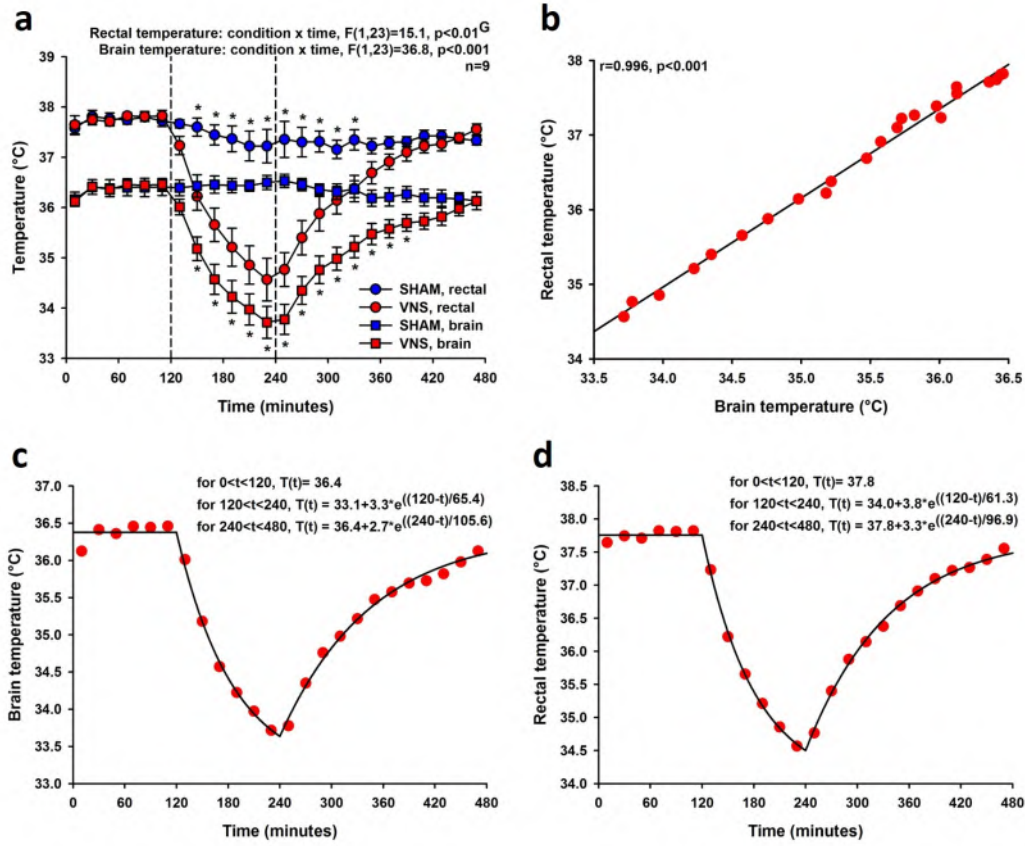 a
Rectal temperature: condition x time, F(1,23)=15.1, p<0.01G
Brain temperature: condition x time, F(1,23)=36.8, p<0.001
n=9
Temperature (°C)
39
38
37
36
35
34
33
* * * * * * * * * * *
* * * * * * * * * * * * *
SHAM, rectal
VNS, rectal
SHAM, brain
VNS, brain
0 60 120 180 240 300 360 420 480
Time (minutes)
b
r=0.996, p<0.001
Rectal temperature (°C)
38
37
36
35
34
33.5 34.0 34.5 35.0 35.5 36.0 36.5
Brain temperature (°C)
c
for 0<t<120, T(t)= 36.4
for 120<t<240, T(t) = 33.1+3.3*e((120-t)/65.4)
for 240<t<480, T(t) = 36.4+2.7*e((240-t)/105.6)
Brain temperature (°C)
37.0
36.5
36.0
35.5
35.0
34.5
34.0
33.5
33.0
0 60 120 180 240 300 360 420 480
Time (minutes)
d
for 0<t<120, T(t) = 37.8
for 120<t<240, T(t) = 34.0+3.8*e((120-t)/61.3)
for 240<t<480, T(t) = 37.8+3.3*e((240-t)/96.9)
Rectal temperature (°C)
38.5
38.0
37.5
37.0
36.5
36.0
35.5
35.0
34.5
34.0
0 60 120 180 240 300 360 420 480
Time (minutes)